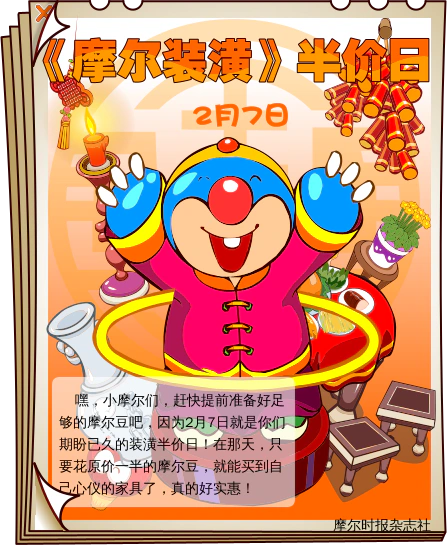 《摩尔装潢》半价日
2月7日
嘿，小摩尔们，赶快提前准备好足
够的摩尔豆吧，因为2月7日就是你们
期盼已久的装潢半价日！在那天，只
要花原价一半的摩尔豆，就能买到自
己心仪的家具了，真的好实惠！
摩尔时报杂志社